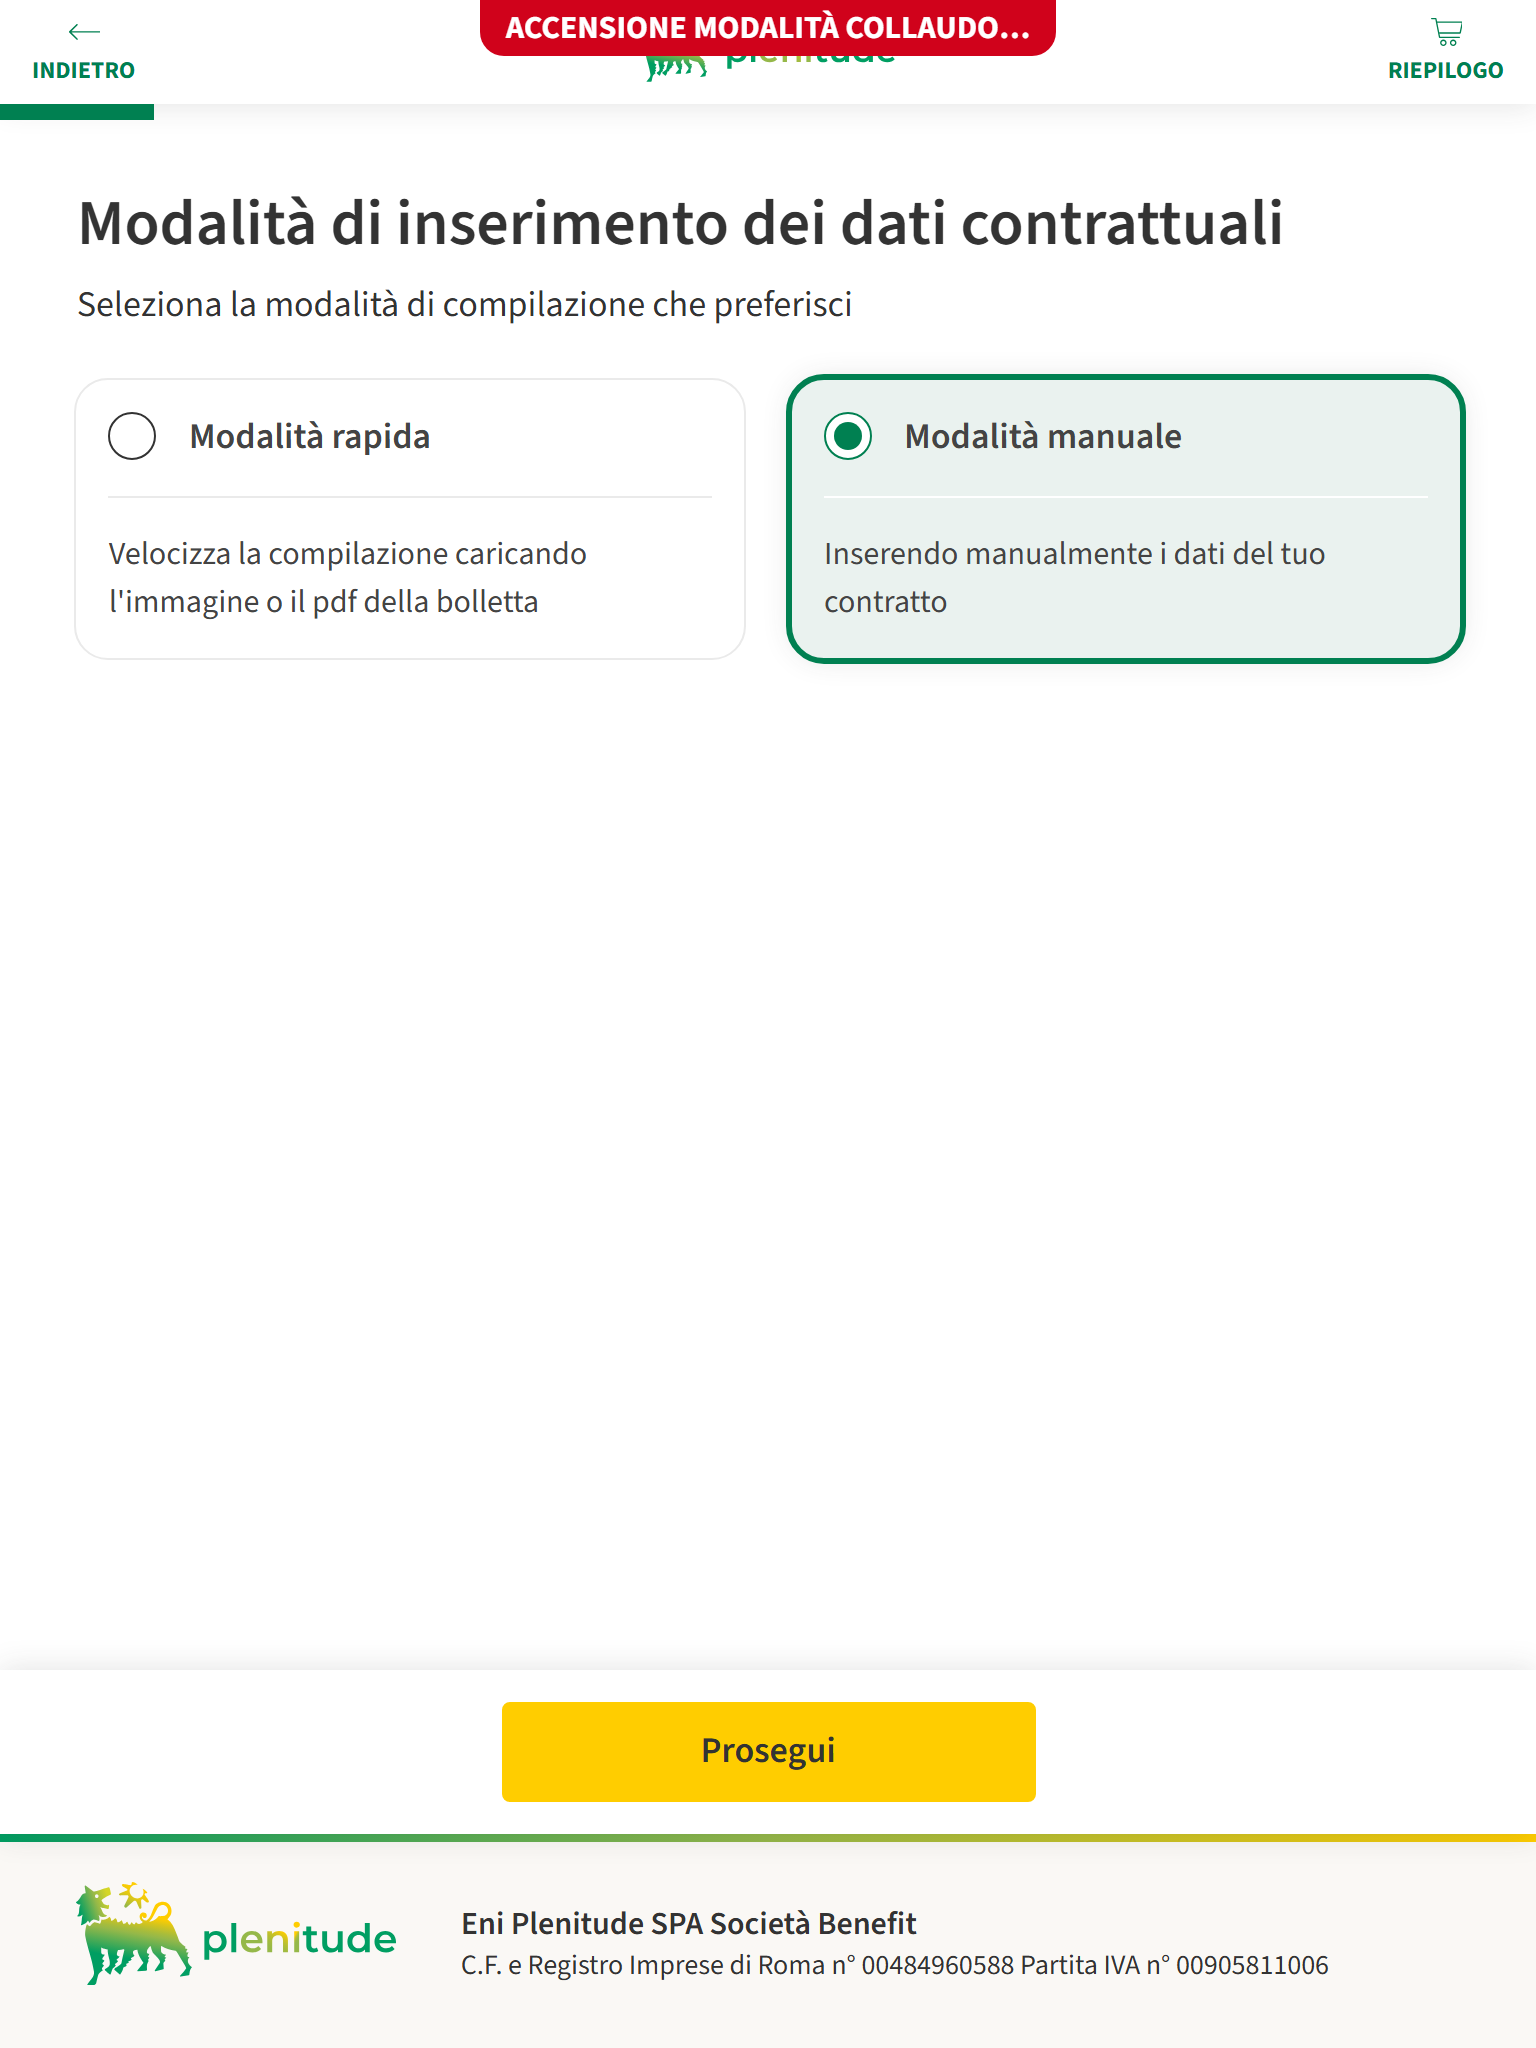 ACCENSIONE MODALITÀ COLLAUDO...
INDIETRO
plenitude
RIEPILOGO
Modalità di inserimento dei dati contrattuali
Seleziona la modalità di compilazione che preferisci
Modalità rapida
Velocizza la compilazione caricando
l'immagine o il pdf della bolletta
Modalità manuale
Inserendo manualmente i dati del tuo
contratto
Prosegui
plenitude
Eni Plenitude SPA Società Benefit
C.F. e Registro Imprese di Roma n° 00484960588 Partita IVA n° 00905811006